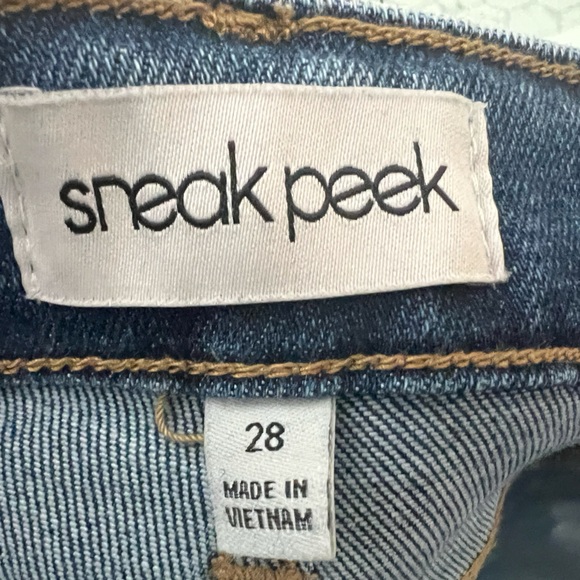 sneak peek
28
MADE IN
VIETNAM